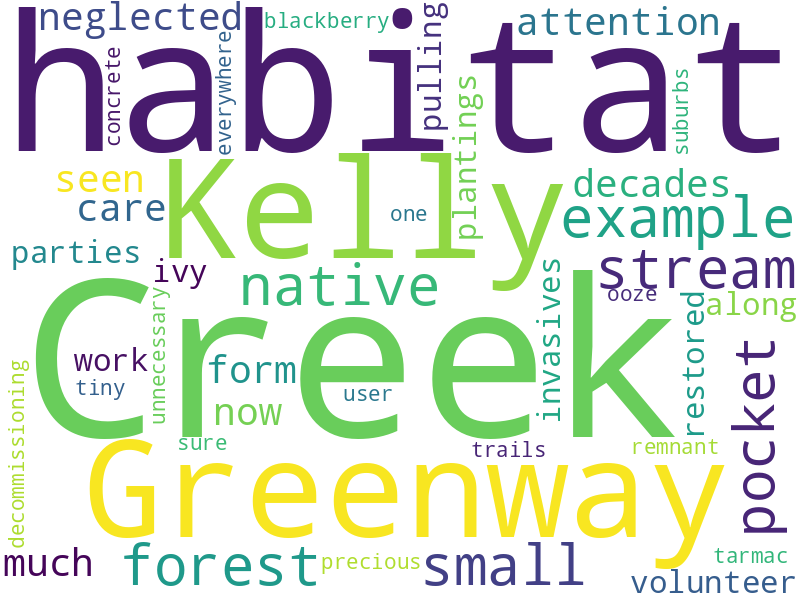 neglected
blackberry
pulling
attention
habitat
concrete
everywhere
plantings
suburbs
seen
Kelly
decades
care
one
example
parties
ivy
native
stream
unnecessary
invasives
ooze
restored
along
Creek
work
tiny
form
now
user
pocket
decommissioning
sure
Greenway
trails
remnant
much
forest
precious
small
tarmac
volunteer